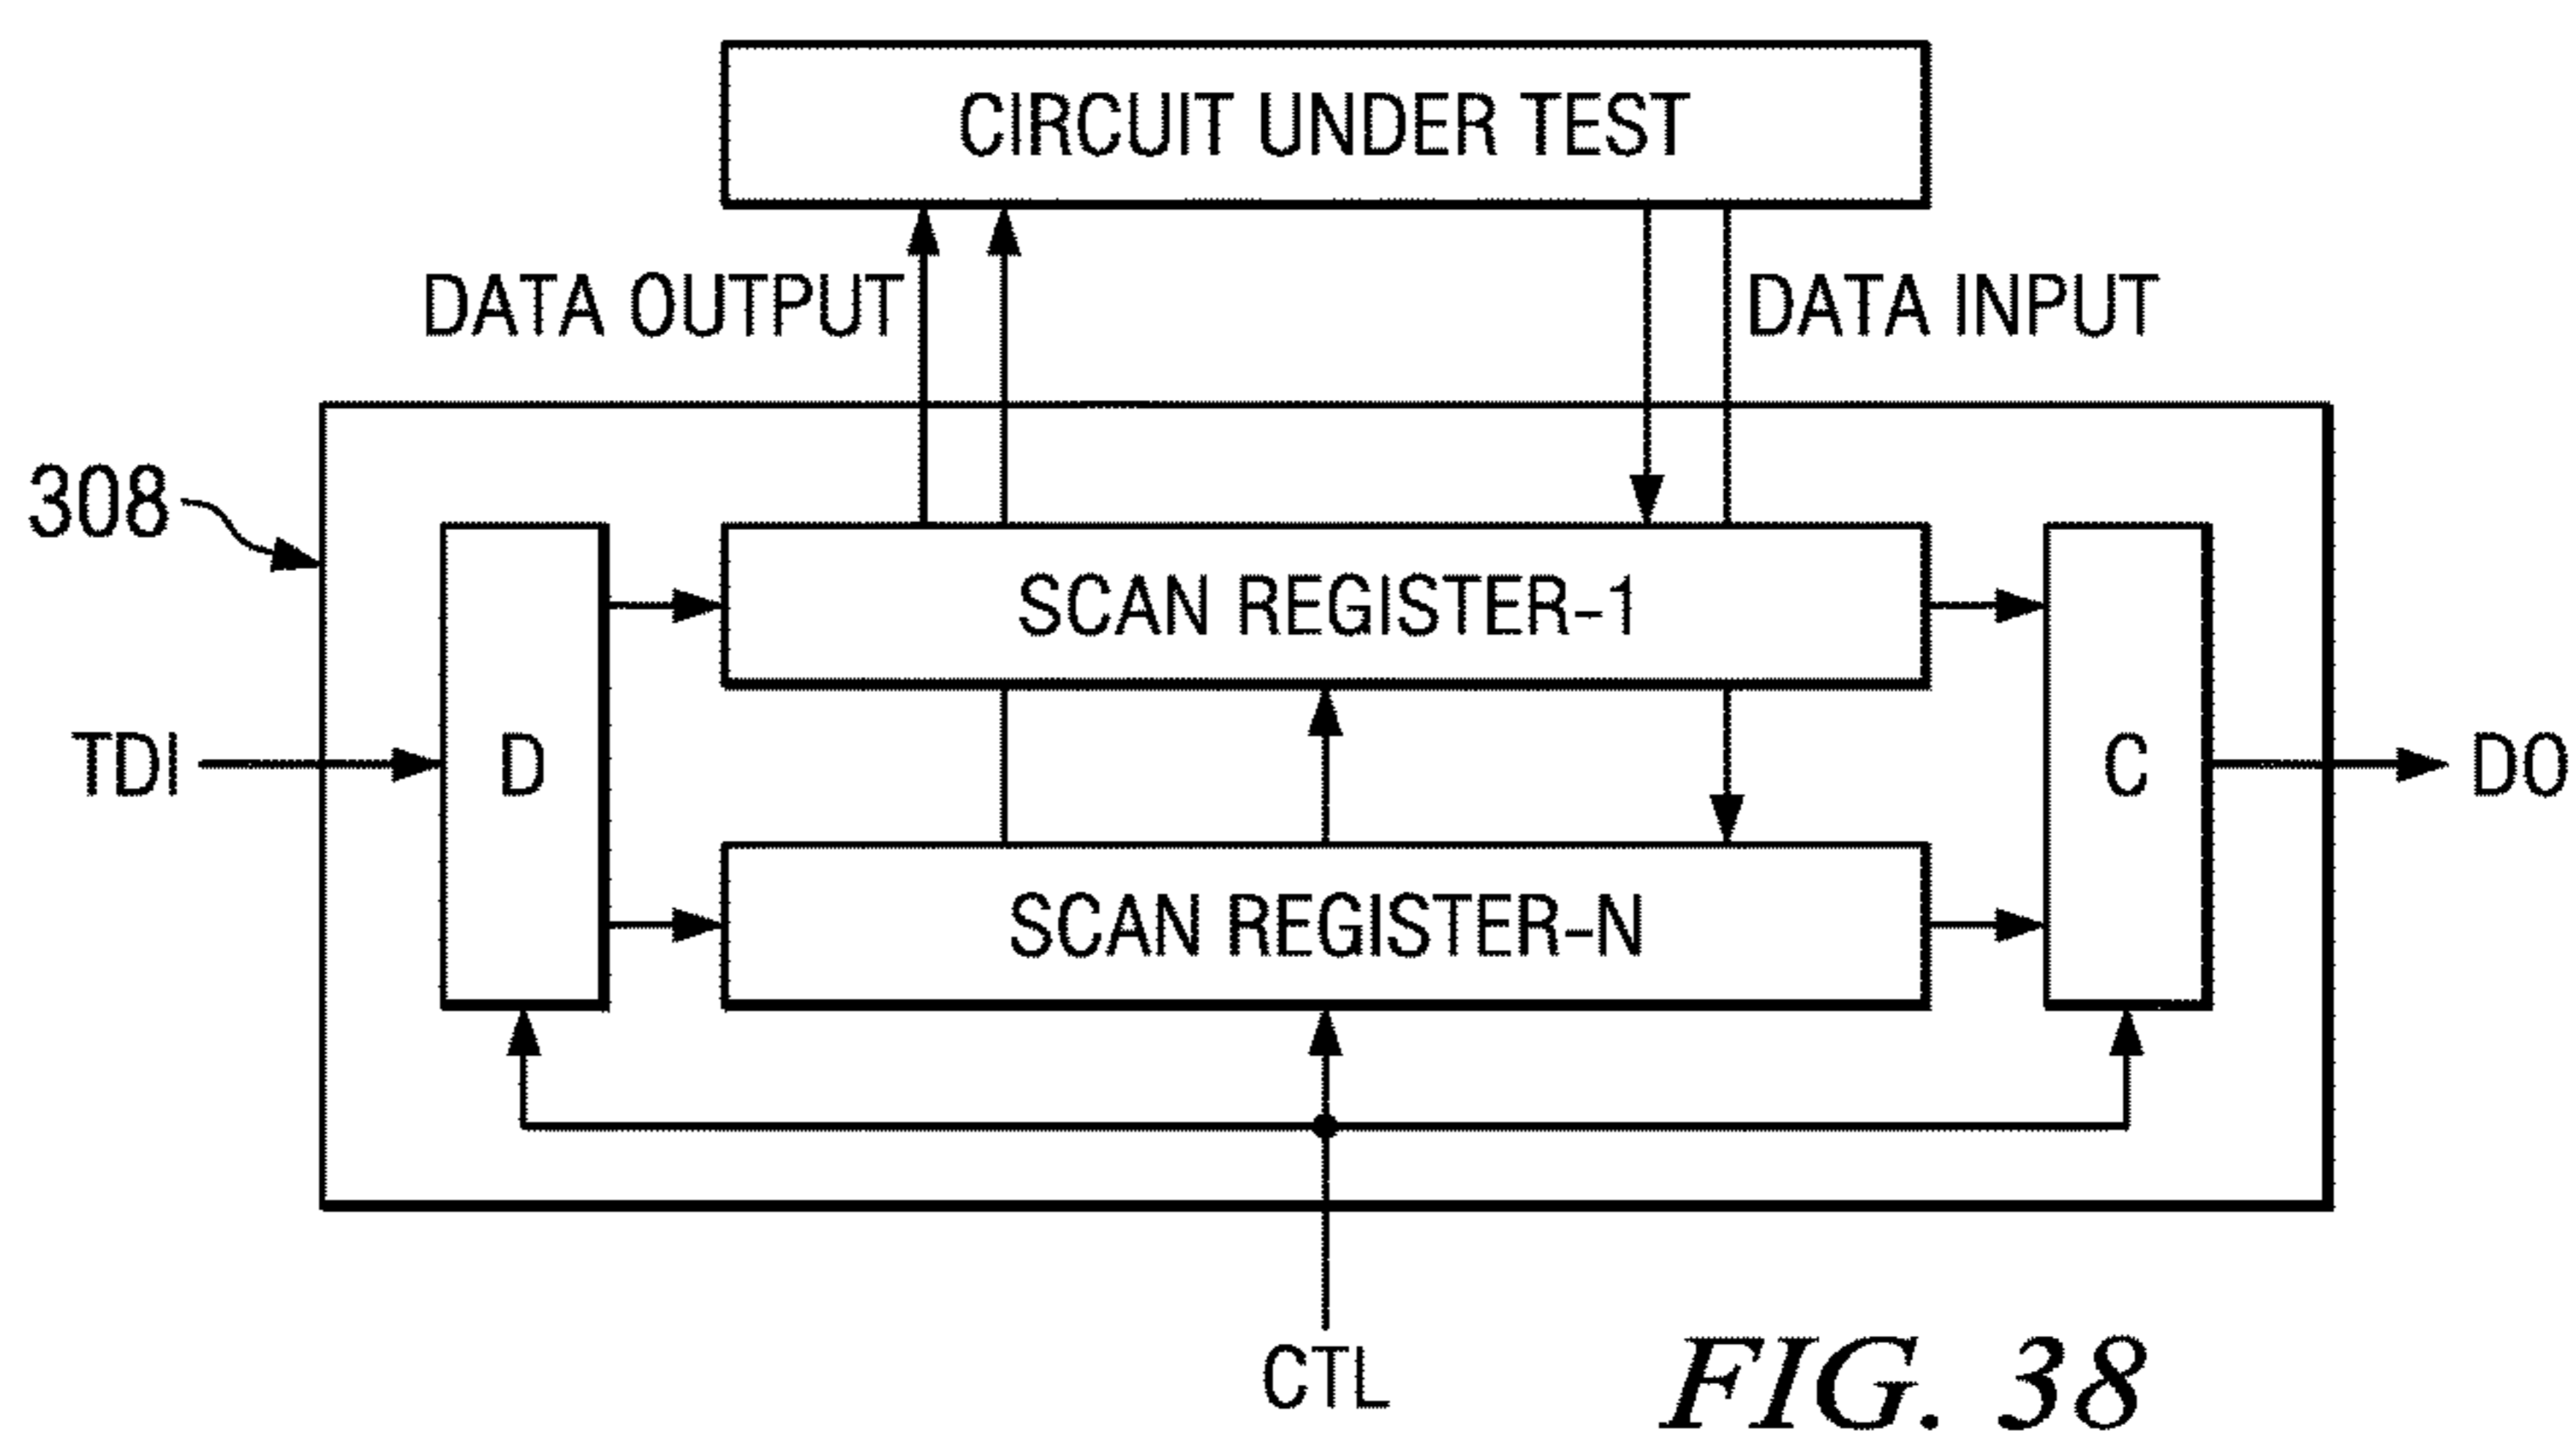 CIRCUIT UNDER TEST
DATA OUTPUT
DATA INPUT
308
SCAN REGISTER-1
TDI
D
C
DO
SCAN REGISTER-N
CTL
FIG. 38